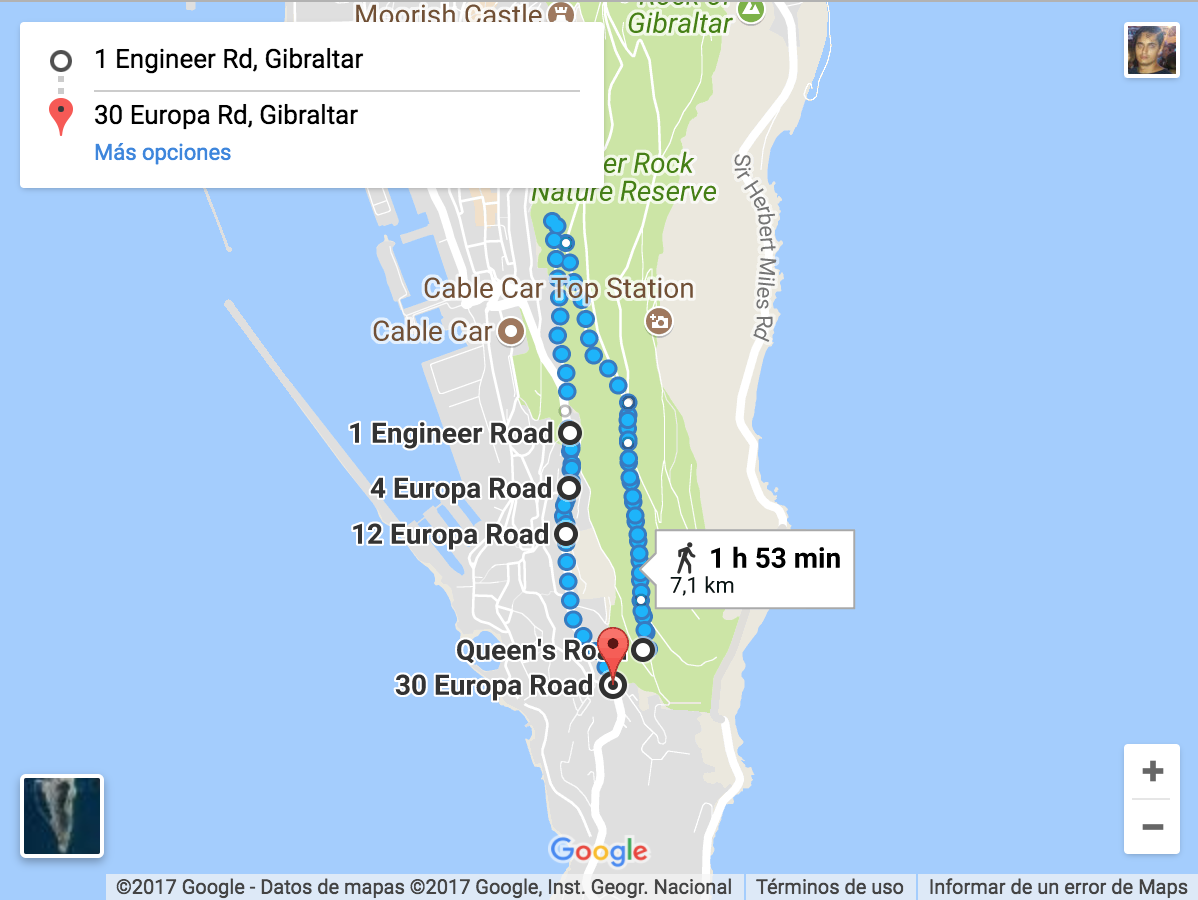 Moorish Castle
Rock of
Gibraltar
1 Engineer Rd, Gibraltar
30 Europa Rd, Gibraltar
Más opciones
er Rock
Nature Reserve
Sir Herbert Miles Rd
Cable Car Top Station
Cable Car
1 Engineer Road
4 Europa Road
12 Europa Road
1 h 53 min
7,1 km
Queen's Road
30 Europa Road
Google
©2017 Google - Datos de mapas ©2017 Google, Inst. Geogr. Nacional
Términos de uso
Informar de un error de Maps